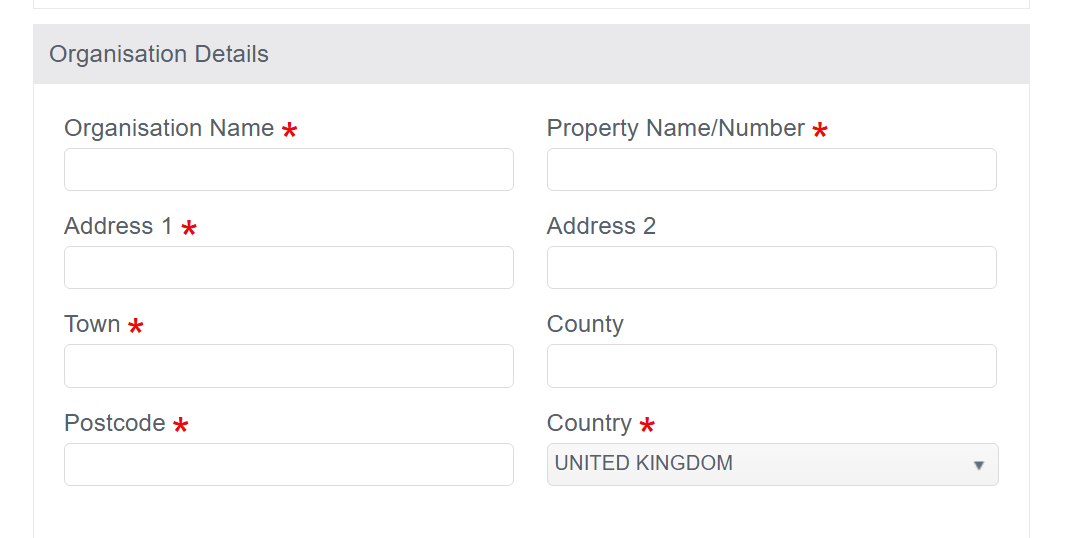 Organisation Details
Organisation Name *
Property Name/Number *
Address 1 *
Address 2
Town *
County
Postcode *
Country *
UNITED KINGDOM